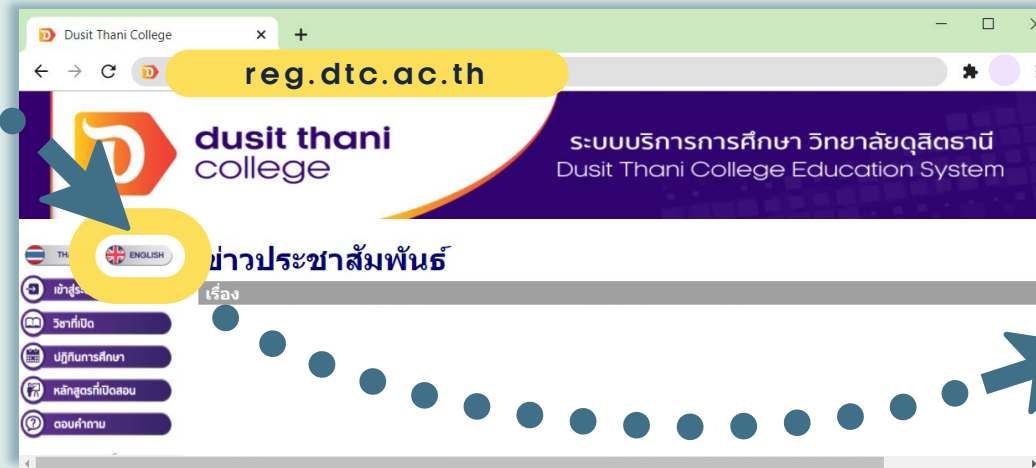 Dusit Thani College
reg.dtc.ac.th
dusit thani
college
ระบบบริการการศึกษา วิทยาลัยดุสิตธานี
Dusit Thani College Education System
TH
ENGLISH
ข่าวประชาสัมพันธ์
เรื่อง
วิชาที่เปิด
ปฏิทินการศึกษา
หลักสูตรที่เปิดสอน
ตอบคำถาม